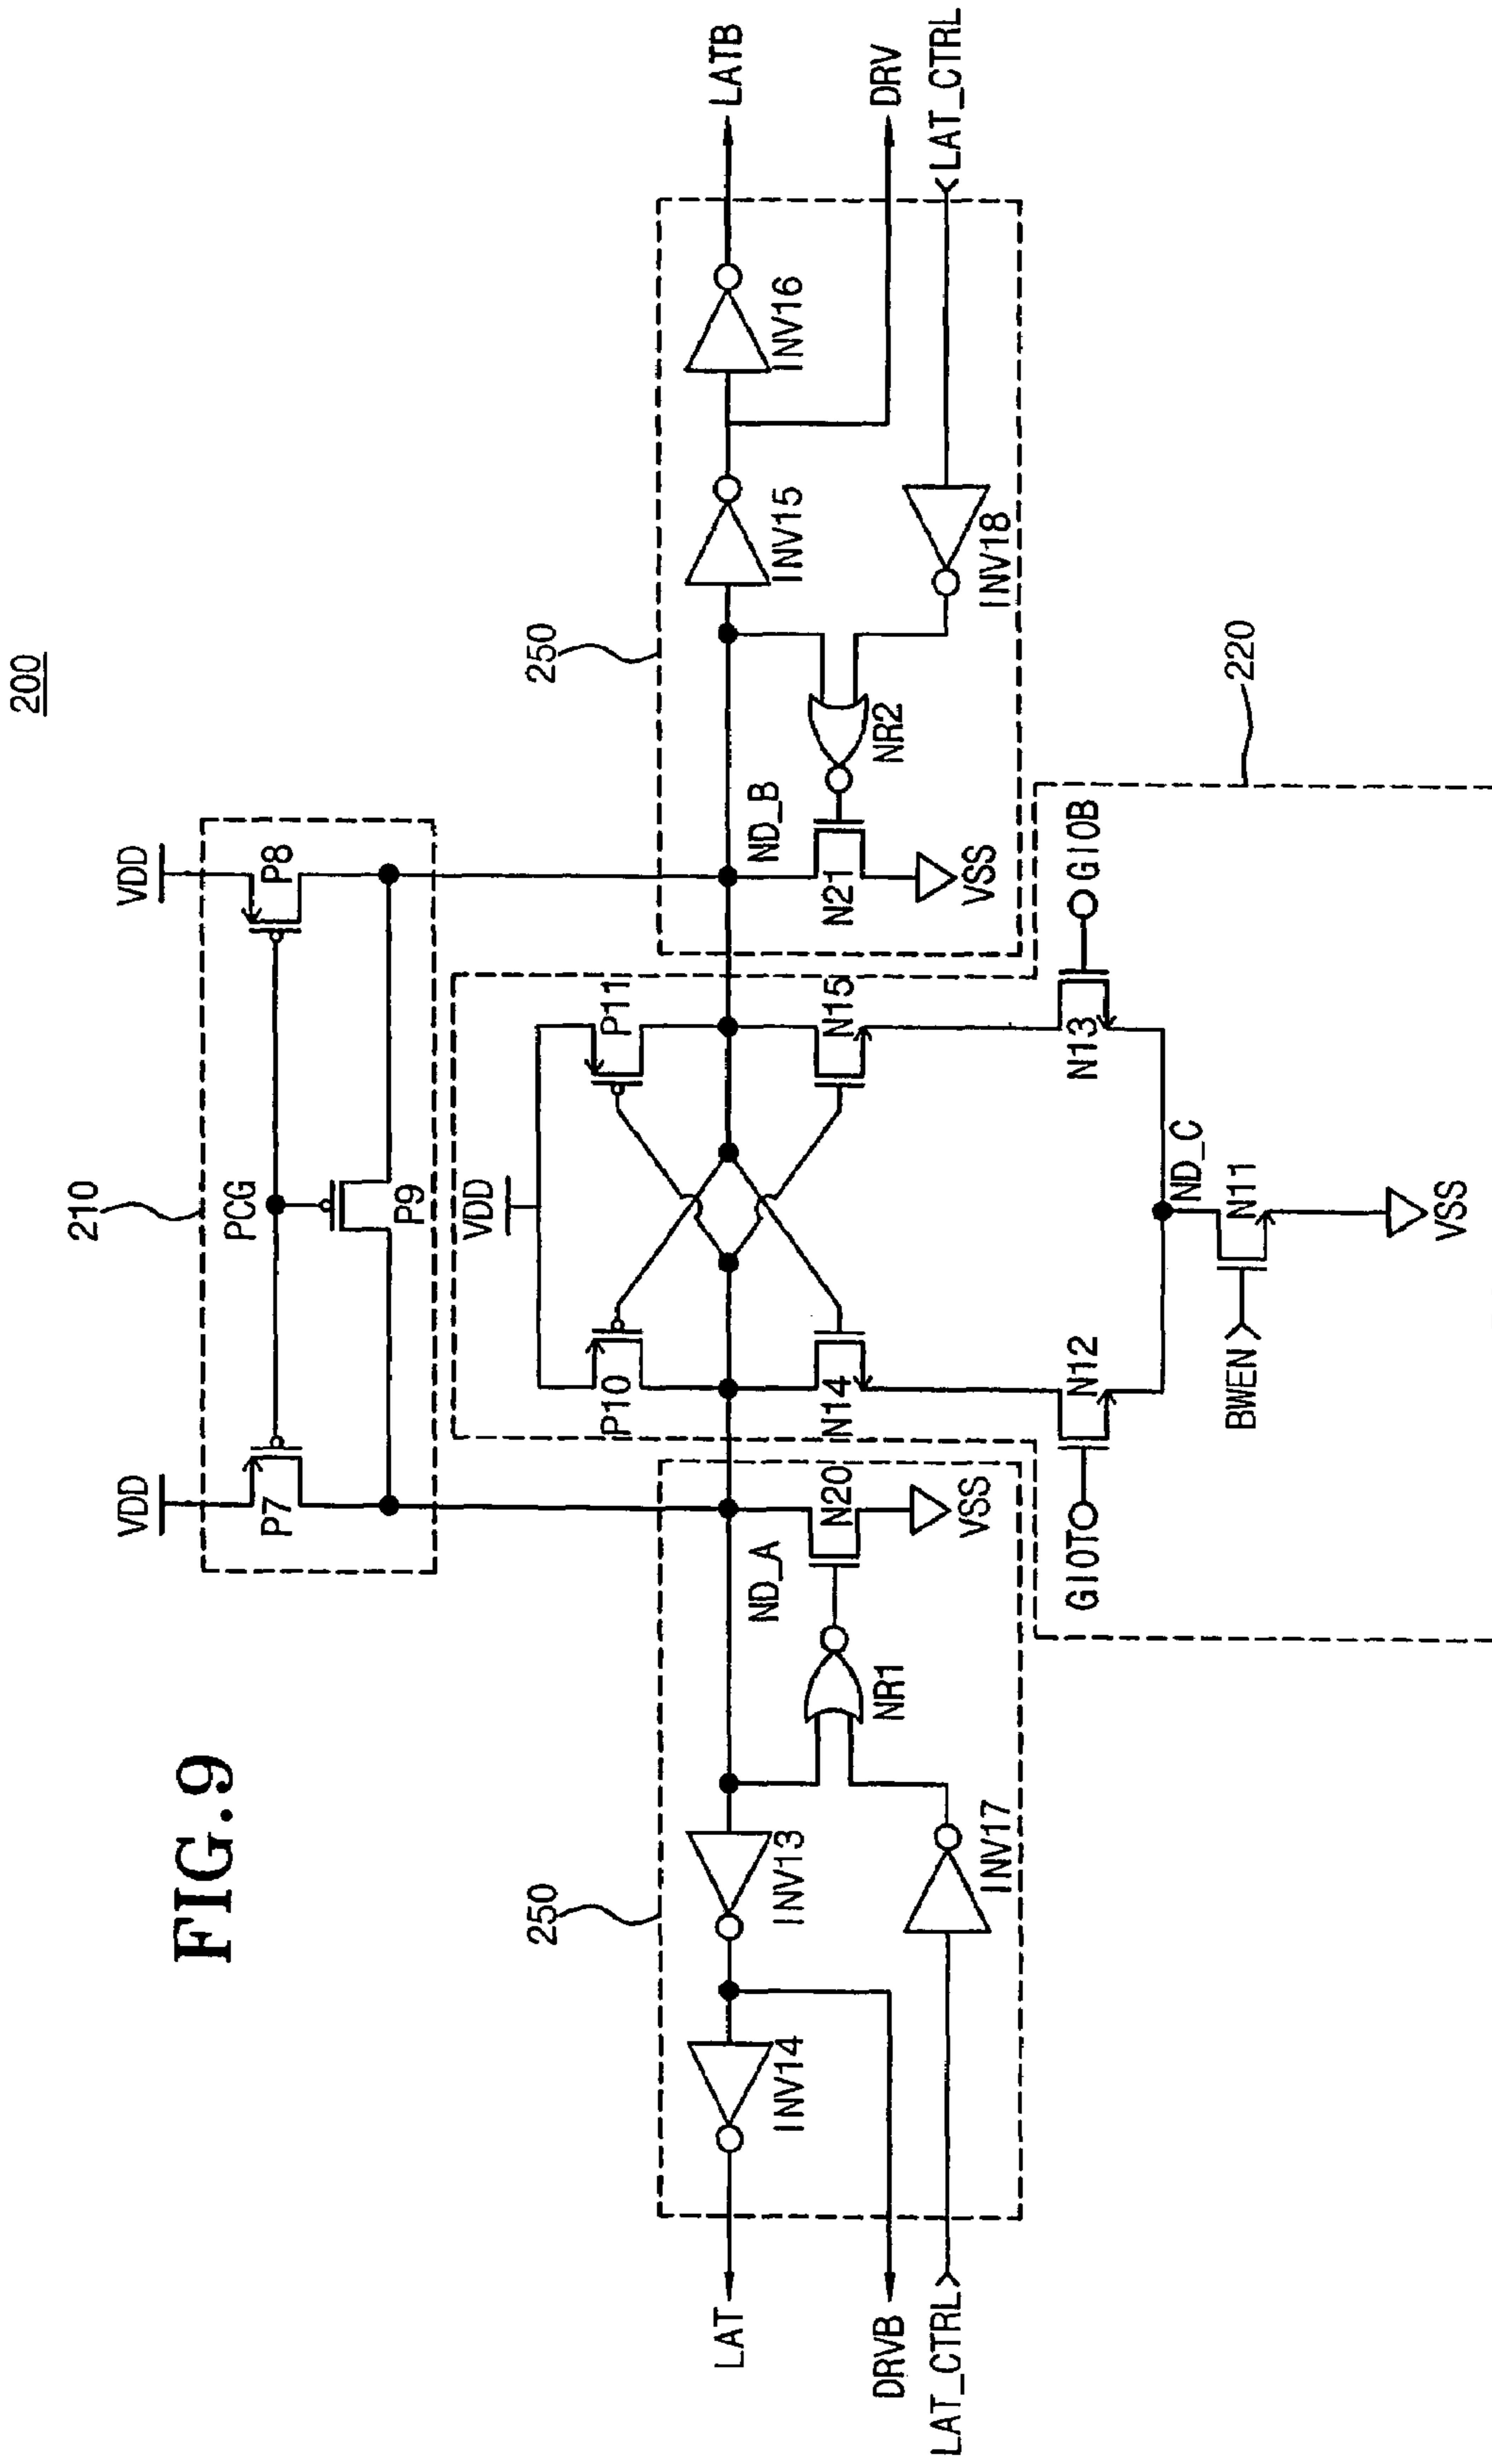 FIG.9
200
210
VDD
VDD
P7
PCG
P8
P9
250
VDD
250
P10
P11
LAT
INV14
INV13
ND_A
N20
N14
N15
ND_B
N21
INV15
INV16
LATB
DRVB
NR1
VSS
VSS
NR2
DRV
LAT_CTRL
INV17
INV18
LAT_CTRL
GIOT
N12
N13
GIOB
ND_C
220
BWEN
N11
VSS